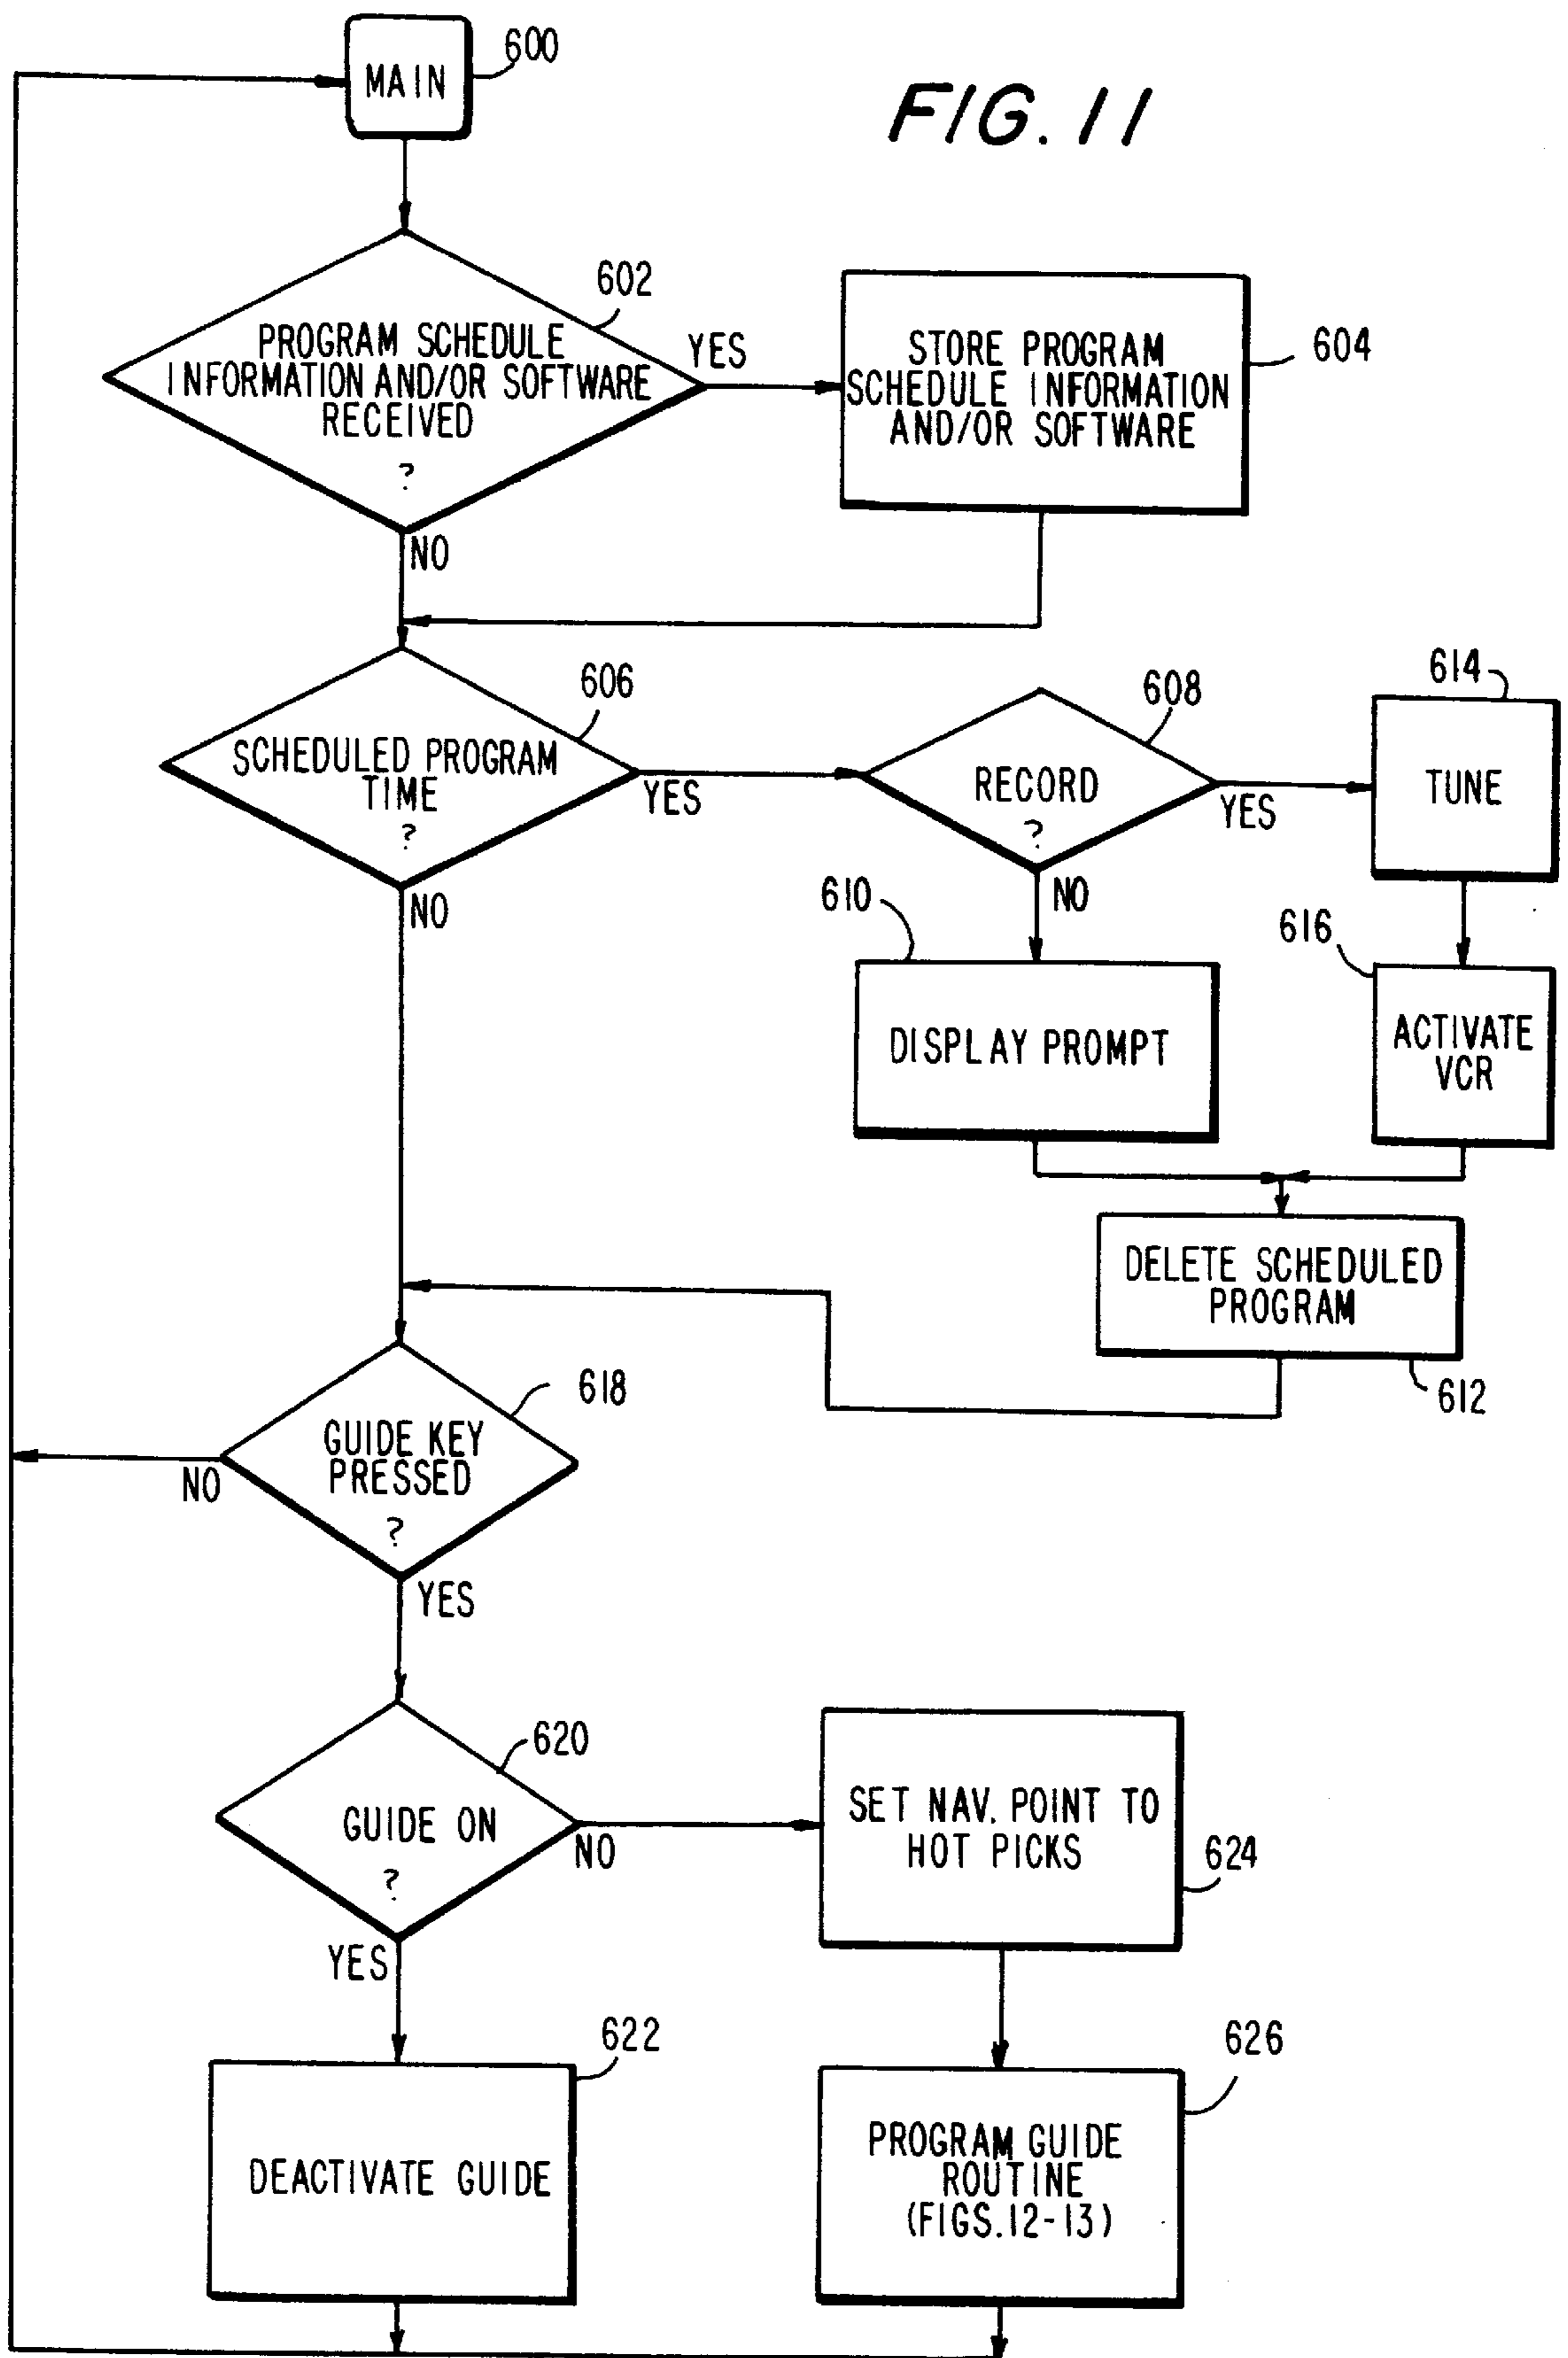 FIG. 11
MAIN
600
602
PROGRAM SCHEDULE
INFORMATION AND/OR SOFTWARE
RECEIVED
?
YES
NO
STORE PROGRAM
SCHEDULE INFORMATION
AND/OR SOFTWARE
604
606
SCHEDULED PROGRAM
TIME
?
YES
NO
608
RECORD
?
YES
NO
614
TUNE
610
DISPLAY PROMPT
616
ACTIVATE
VCR
DELETE SCHEDULED
PROGRAM
612
618
GUIDE KEY
PRESSED
?
NO
YES
620
GUIDE ON
?
NO
YES
SET NAV. POINT TO
HOT PICKS
624
622
DEACTIVATE GUIDE
626
PROGRAM GUIDE
ROUTINE
(FIGS.12-13)